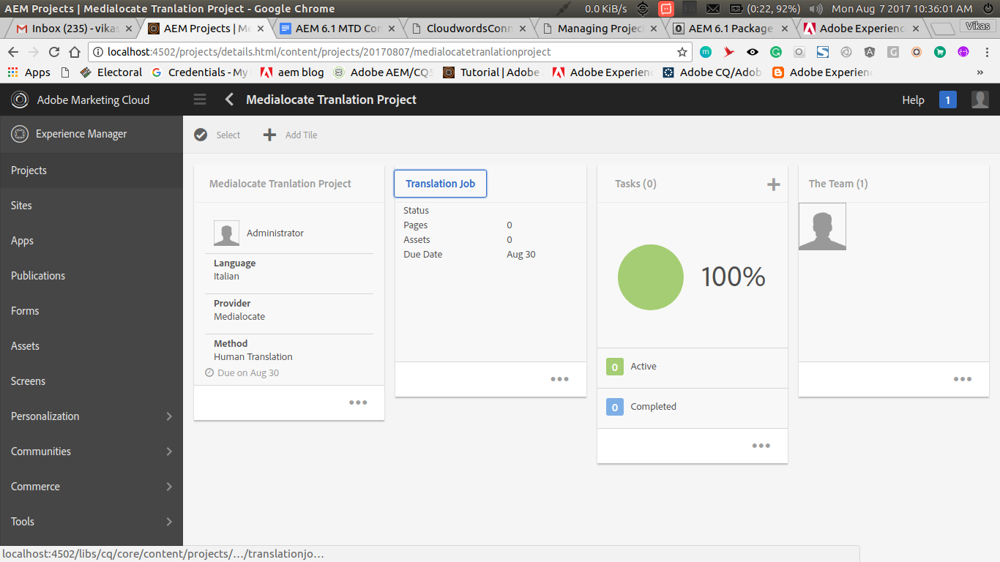 AEM Projects | Medialocate Tranlation Project - Google Chrome
0.0 KiB/s
En
(0:22, 92%)
Mon Aug 7 2017 10:36:01 AM
Inbox (235) - vikas
AEM Projects | Me
AEM 6.1 MTD Con
CloudwordsConn
Managing Project
AEM 6.1 Package
Adobe Experienc
Vikas
localhost:4502/projects/details.html/content/projects/20170807/medialocatetranlationproject
Apps
Electoral
Credentials - My
aem blog
Adobe AEM/CQ5
Tutorial | Adobe
Adobe Experien
Adobe CQ/Adob
Adobe Experien
»
Adobe Marketing Cloud
Medialocate Tranlation Project
Help
1
Experience Manager
Select
Add Tile
Projects
Sites
Apps
Publications
Forms
Assets
Screens
Personalization
Communities
Commerce
Tools
Medialocate Tranlation Project
Administrator
Language
Italian
Provider
Medialocate
Method
Human Translation
Due on Aug 30
Translation Job
Status
Pages 0
Assets 0
Due Date Aug 30
Tasks (0)
100%
0 Active
0 Completed
The Team (1)
localhost:4502/libs/cq/core/content/projects/…/translationjo…